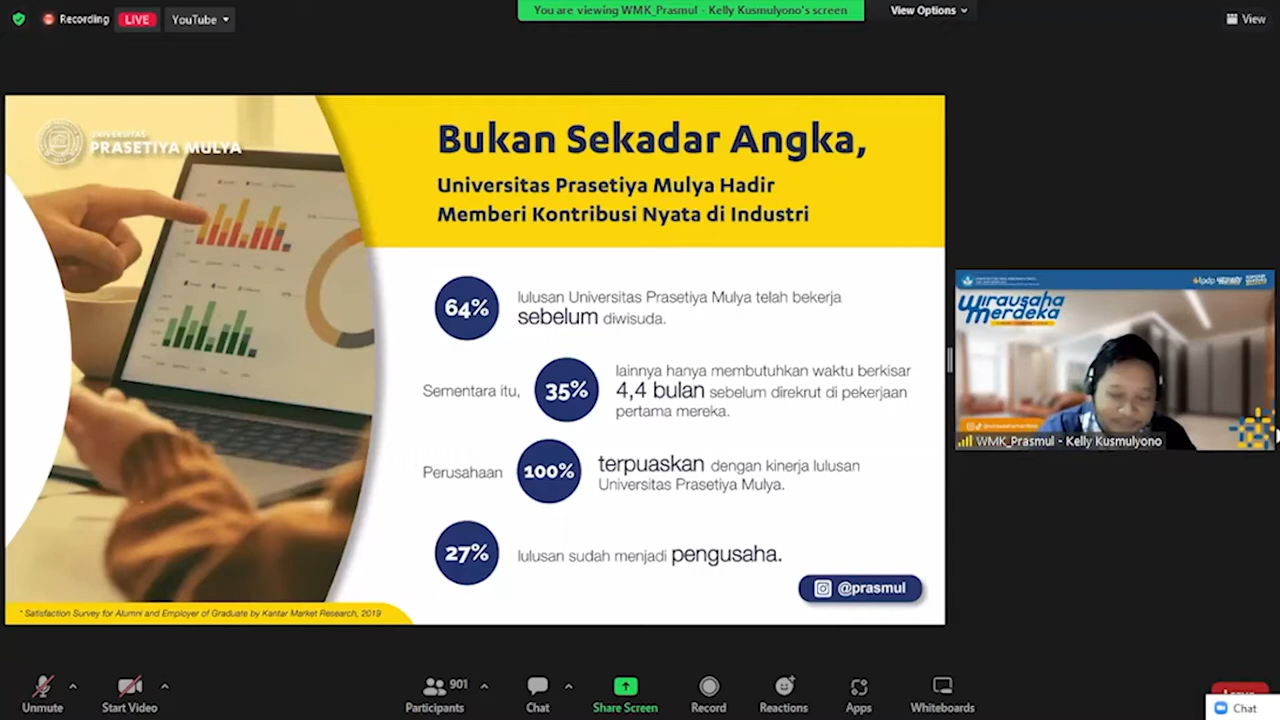 Recording
LIVE
YouTube
You are viewing WMK_Prasmul - Kelly Kusmulyono's screen
View Options
View
UNIVERSITAS
PRASETIYA MULYA
Bukan Sekadar Angka,
Universitas Prasetiya Mulya Hadir
Memberi Kontribusi Nyata di Industri
64%
lulusan Universitas Prasetiya Mulya telah bekerja
sebelum diwisuda.
Sementara itu,
35%
lainnya hanya membutuhkan waktu berkisar
4,4 bulan sebelum direkrut di pekerjaan
pertama mereka.
Perusahaan
100%
terpuaskan dengan kinerja lulusan
Universitas Prasetiya Mulya.
27%
lulusan sudah menjadi pengusaha.
@prasmul
* Satisfaction Survey for Alumni and Employer of Graduate by Kantar Market Research, 2019
lpdp
Wirausaha
Merdeka
WMK_Prasmul - Kelly Kusmulyono
Unmute
Start Video
Participants
901
Chat
Share Screen
Record
Reactions
Apps
Whiteboards
Chat